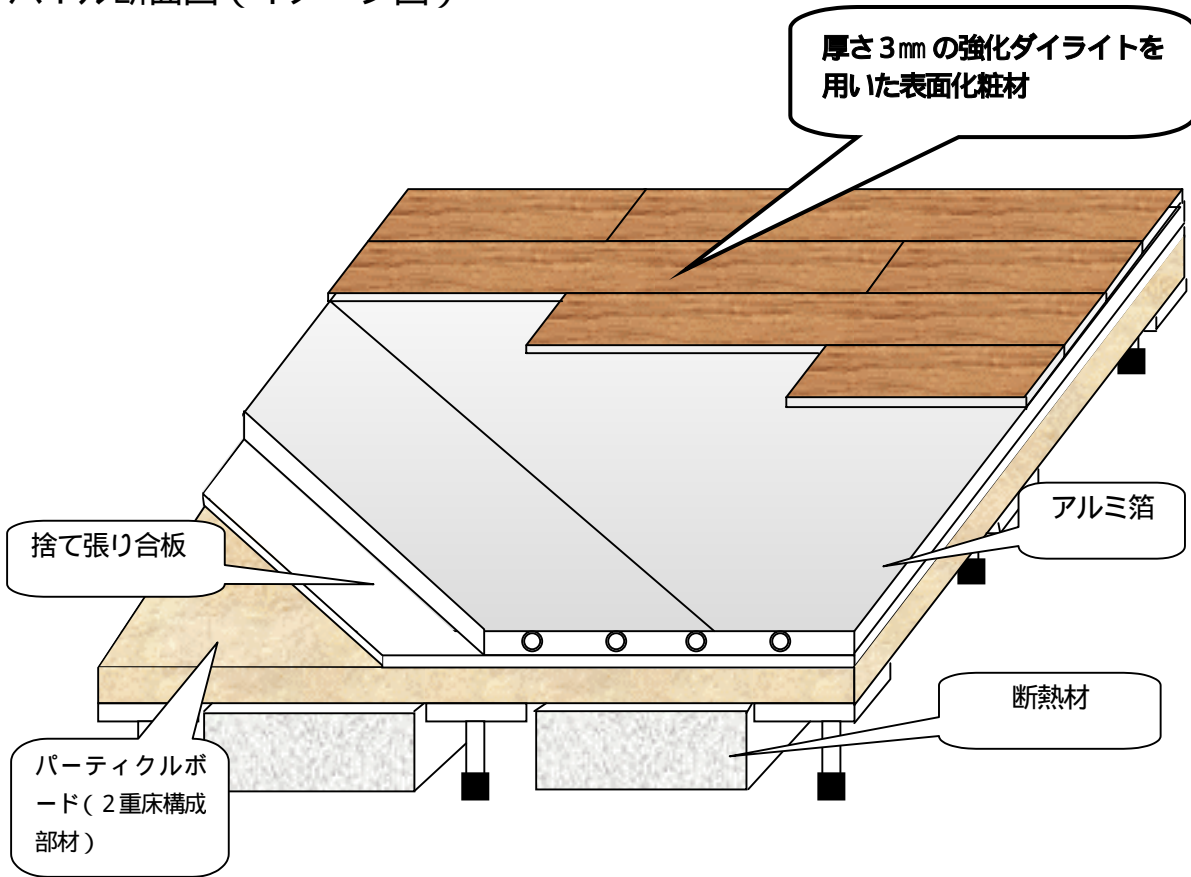 厚さ3㎜の強化ダイライトを
用いた表面化粧材
アルミ箔
捨て張り合板
断熱材
パーティクルボ
ード(2重床構成
部材)